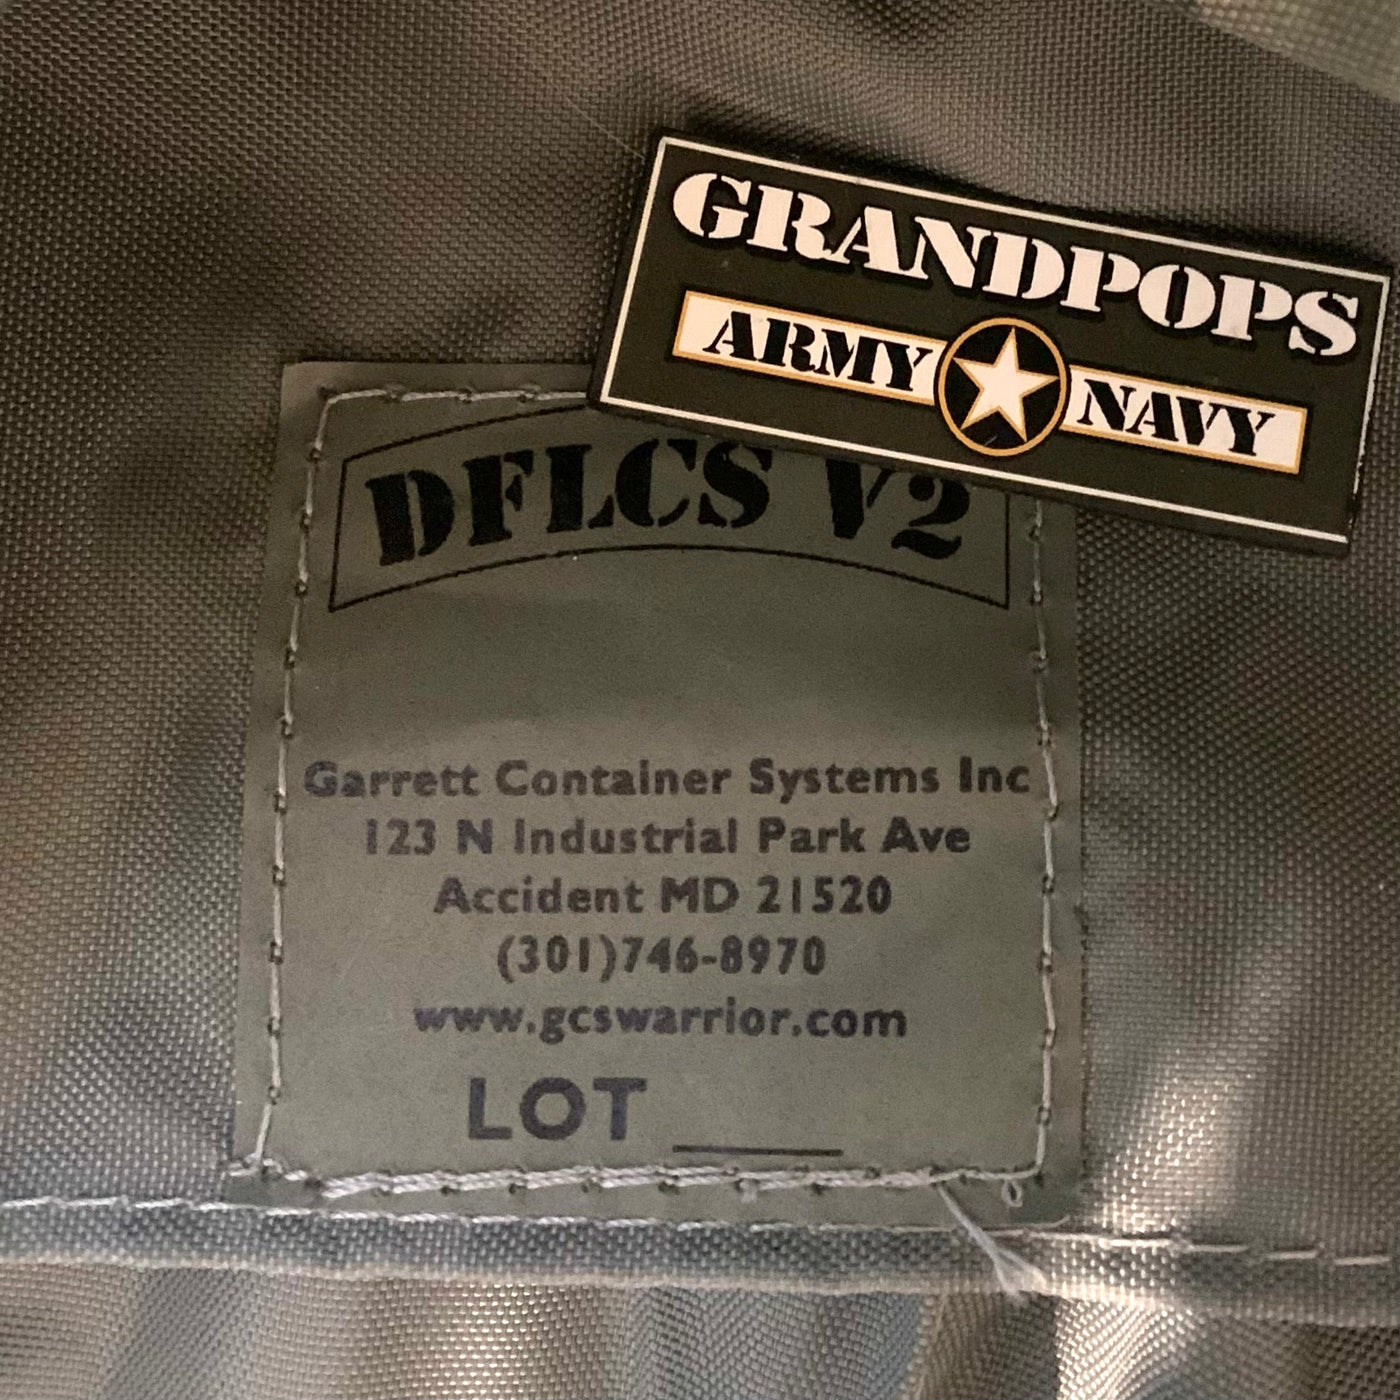 GRANDPOPS
ARMY NAVY
DFLCS V2
Garrett Container Systems Inc
123 N Industrial Park Ave
Accident MD 21520
(301)746-8970
www.gcswarrior.com
LOT ____